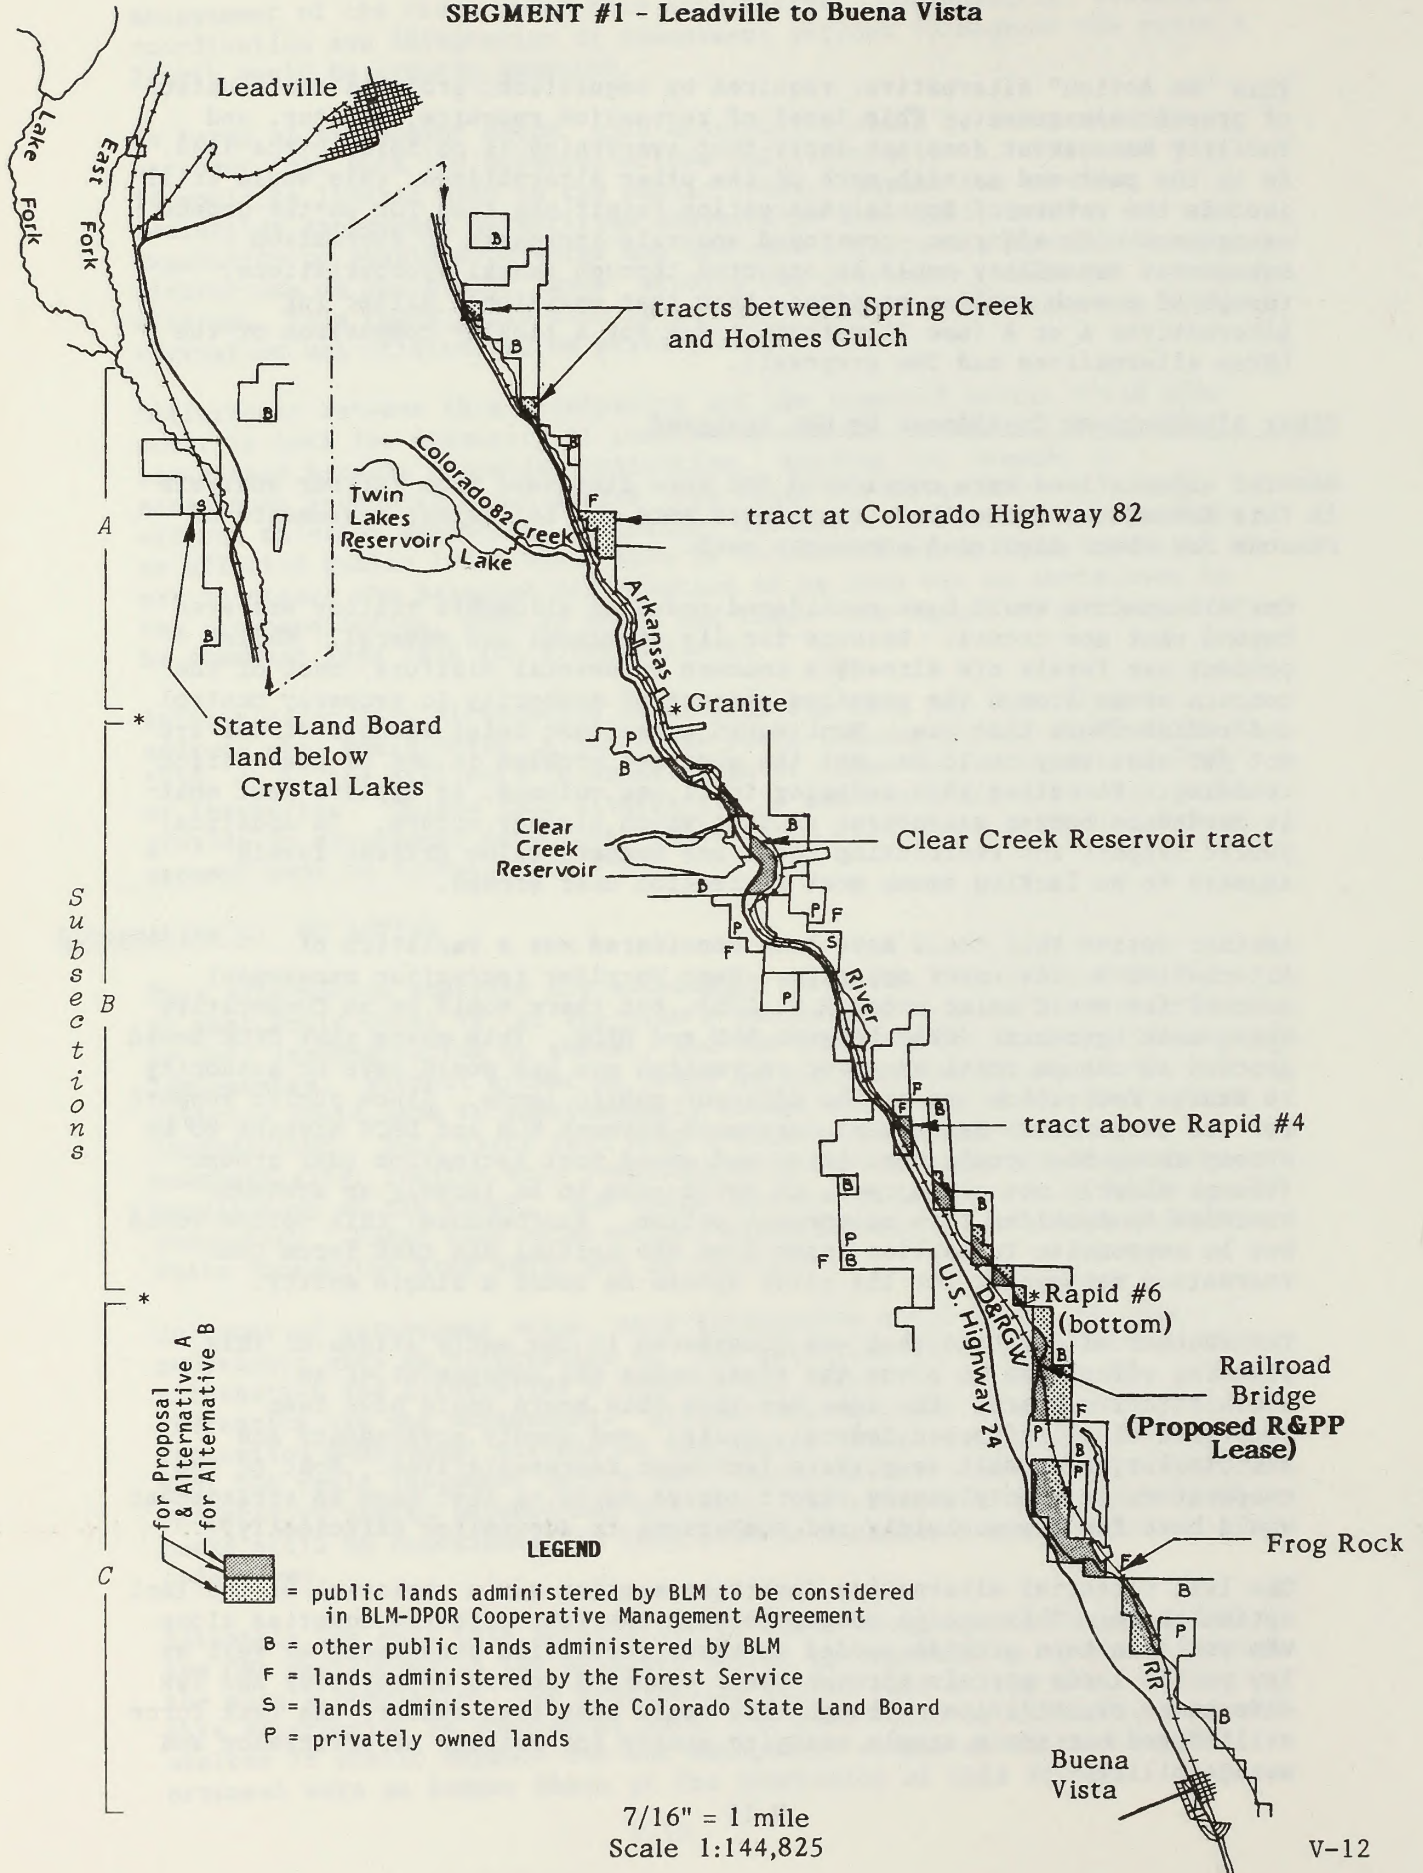 SEGMENT #1 - Leadville to Buena Vista
Leadville
Lake Fork
East Fork
B
tracts between Spring Creek
and Holmes Gulch
B
B
B
Colorado 82
Creek
Twin
Lakes
Reservoir
Lake
Creek
F
tract at Colorado Highway 82
S
B
A
Arkansas
* Granite
*
State Land Board
land below
Crystal Lakes
P
B
Clear
Creek
Reservoir
B
Clear Creek Reservoir tract
B
P
F
P
F
S
P
River
Subsections
B
F
F
B
tract above Rapid #4
B
B
P
F
B
U.S. Highway 24
D&RGW
* Rapid #6
(bottom)
*
B
Railroad
Bridge
(Proposed R&PP
Lease)
F
P
B
P
Frog Rock
F
B
P
RR
B
Buena
Vista
C
for Proposal
& Alternative A
for Alternative B
LEGEND
= public lands administered by BLM to be considered
in BLM-DPOR Cooperative Management Agreement
B = other public lands administered by BLM
F = lands administered by the Forest Service
S = lands administered by the Colorado State Land Board
P = privately owned lands
7/16" = 1 mile
Scale 1:144,825
V-12